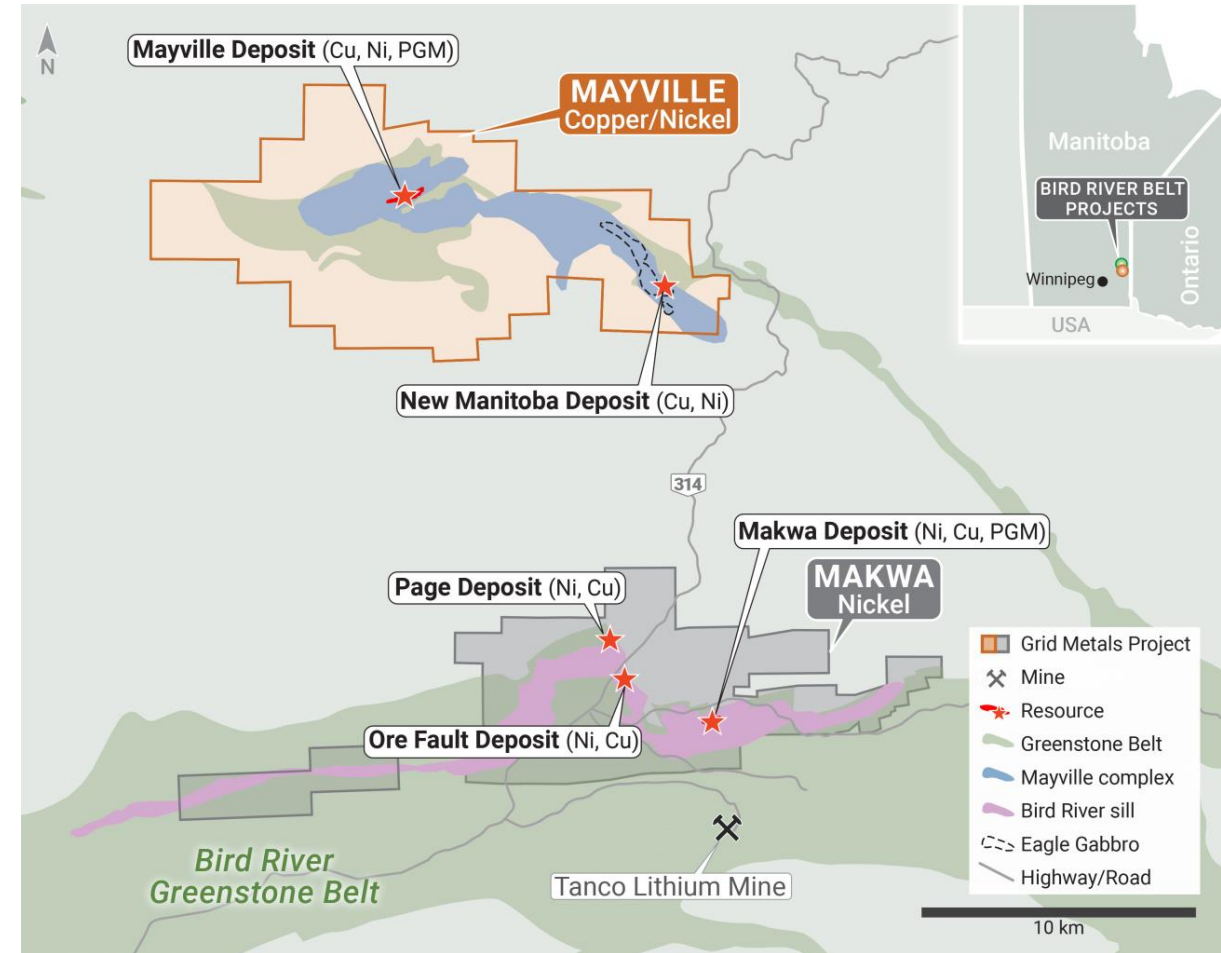 N
Mayville Deposit (Cu, Ni, PGM)
MAYVILLE
Copper/Nickel
Manitoba
BIRD RIVER BELT
PROJECTS
Winnipeg
Ontario
USA
New Manitoba Deposit (Cu, Ni)
314
Makwa Deposit (Ni, Cu, PGM)
Page Deposit (Ni, Cu)
MAKWA
Nickel
Ore Fault Deposit (Ni, Cu)
Bird River
Greenstone Belt
Tanco Lithium Mine
Grid Metals Project
Mine
Resource
Greenstone Belt
Mayville complex
Bird River sill
Eagle Gabbro
Highway/Road
10 km